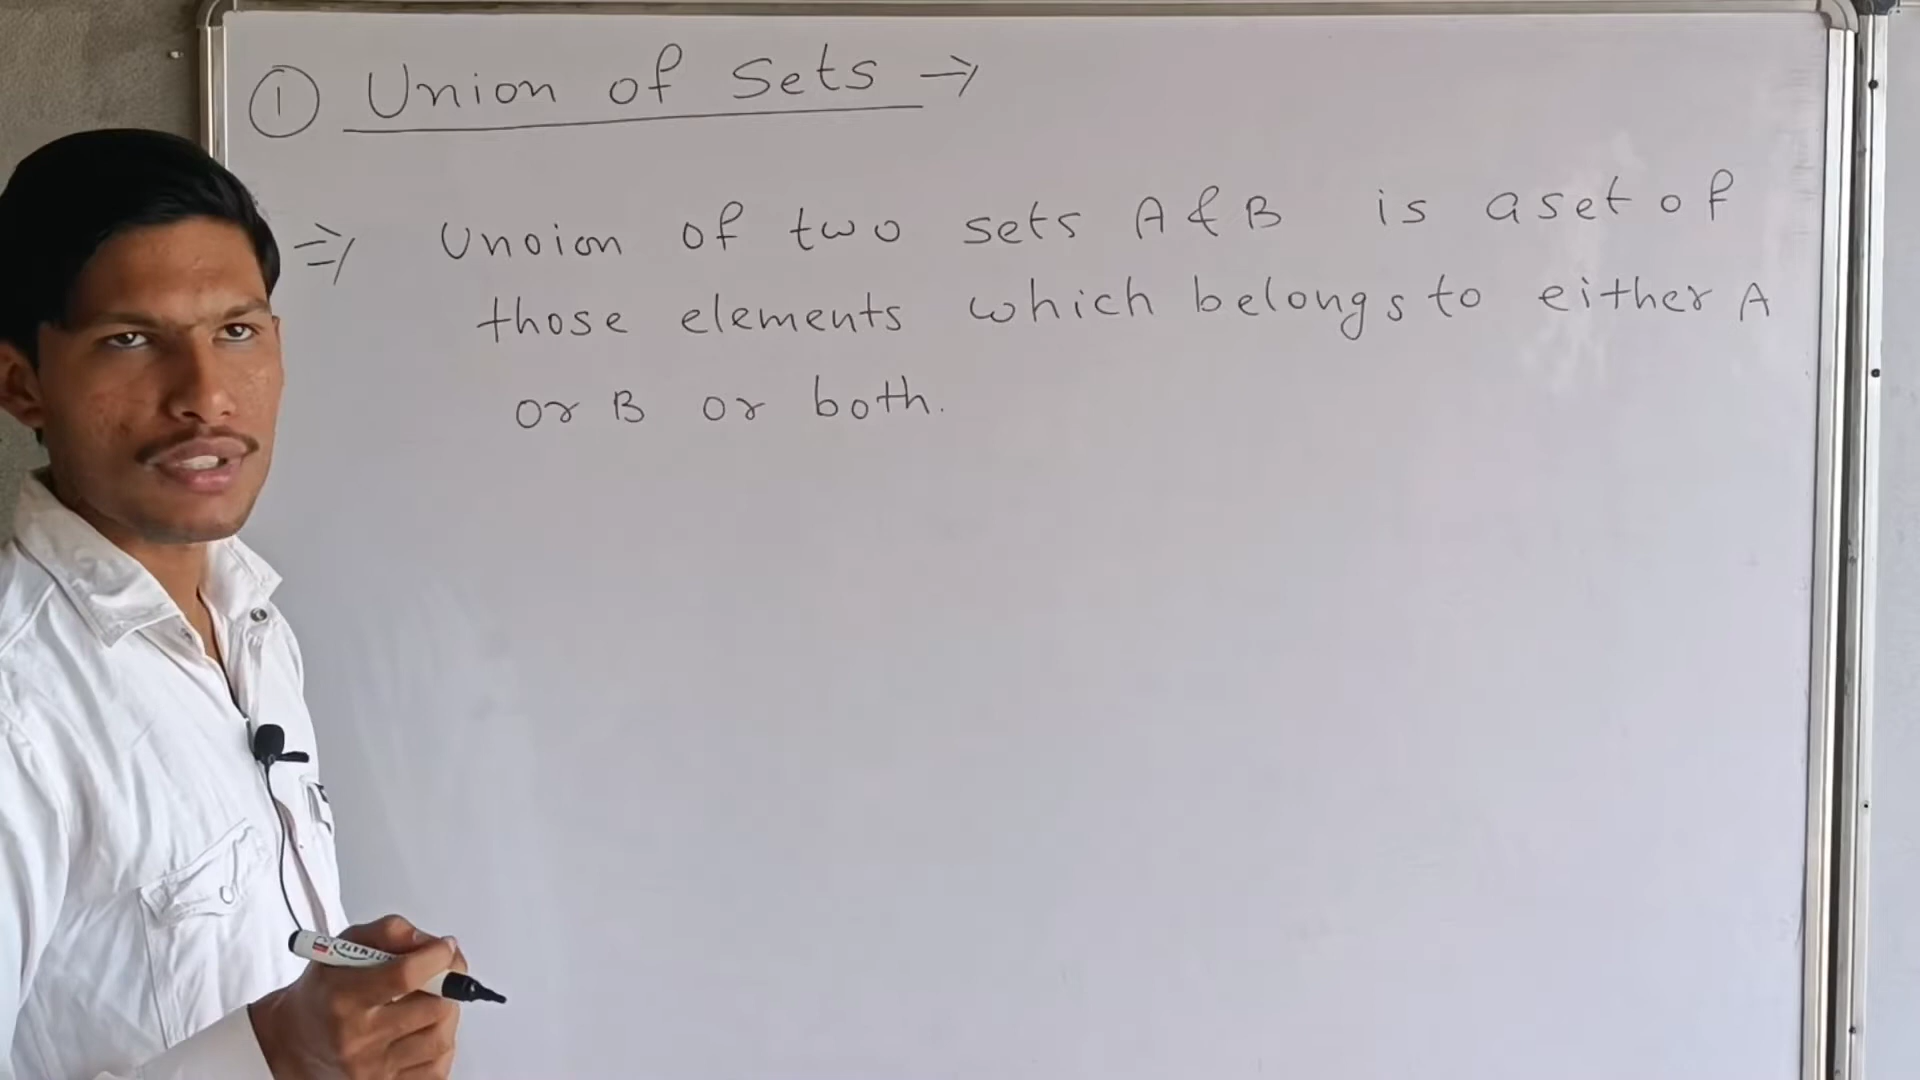 ① Union of Sets →
⇒ Unoion of two sets A & B is a set of
those elements which belongs to either A
or B or both.